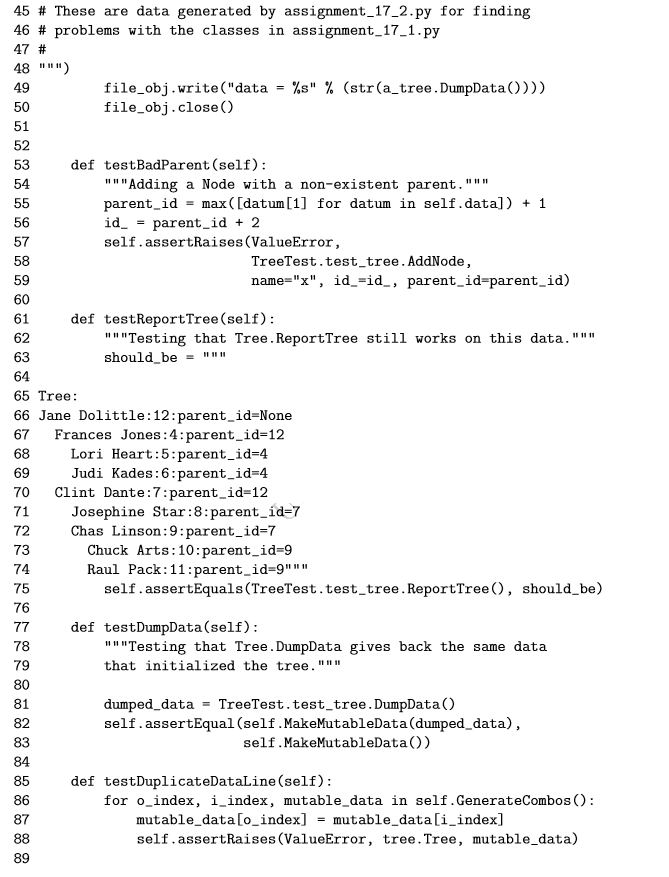 45 # These are data generated by assignment_17_2.py for finding
46 # problems with the classes in assignment_17_1.py
47 #
48 """)
49         file_obj.write("data = %s" % (str(a_tree.DumpData())))
50         file_obj.close()
51
52
53     def testBadParent(self):
54         """Adding a Node with a non-existent parent."""
55         parent_id = max([datum[1] for datum in self.data]) + 1
56         id_ = parent_id + 2
57         self.assertRaises(ValueError,
58                           TreeTest.test_tree.AddNode,
59                           name="x", id_=id_, parent_id=parent_id)
60
61     def testReportTree(self):
62         """Testing that Tree.ReportTree still works on this data."""
63         should_be = """
64
65 Tree:
66 Jane Dolittle:12:parent_id=None
67   Frances Jones:4:parent_id=12
68     Lori Heart:5:parent_id=4
69     Judi Kades:6:parent_id=4
70   Clint Dante:7:parent_id=12
71     Josephine Star:8:parent_id=7
72     Chas Linson:9:parent_id=7
73       Chuck Arts:10:parent_id=9
74       Raul Pack:11:parent_id=9"""
75         self.assertEquals(TreeTest.test_tree.ReportTree(), should_be)
76
77     def testDumpData(self):
78         """Testing that Tree.DumpData gives back the same data
79         that initialized the tree."""
80
81         dumped_data = TreeTest.test_tree.DumpData()
82         self.assertEqual(self.MakeMutableData(dumped_data),
83                          self.MakeMutableData())
84
85     def testDuplicateDataLine(self):
86         for o_index, i_index, mutable_data in self.GenerateCombos():
87             mutable_data[o_index] = mutable_data[i_index]
88             self.assertRaises(ValueError, tree.Tree, mutable_data)
89